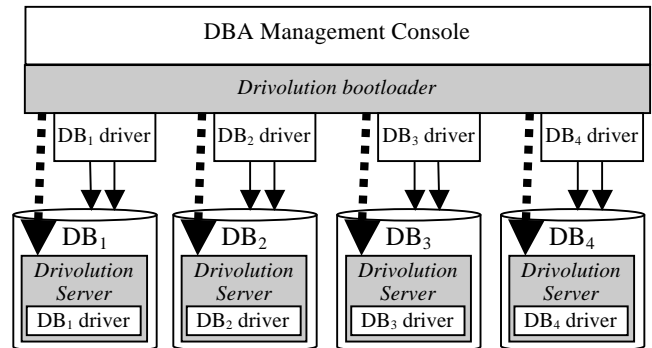 DBA Management Console
Drivolution bootloader
DB₁ driver DB₂ driver DB₃ driver DB₄ driver
DB₁ DB₂ DB₃ DB₄
Drivolution Drivolution Drivolution Drivolution
Server Server Server Server
DB₁ driver DB₂ driver DB₃ driver DB₄ driver